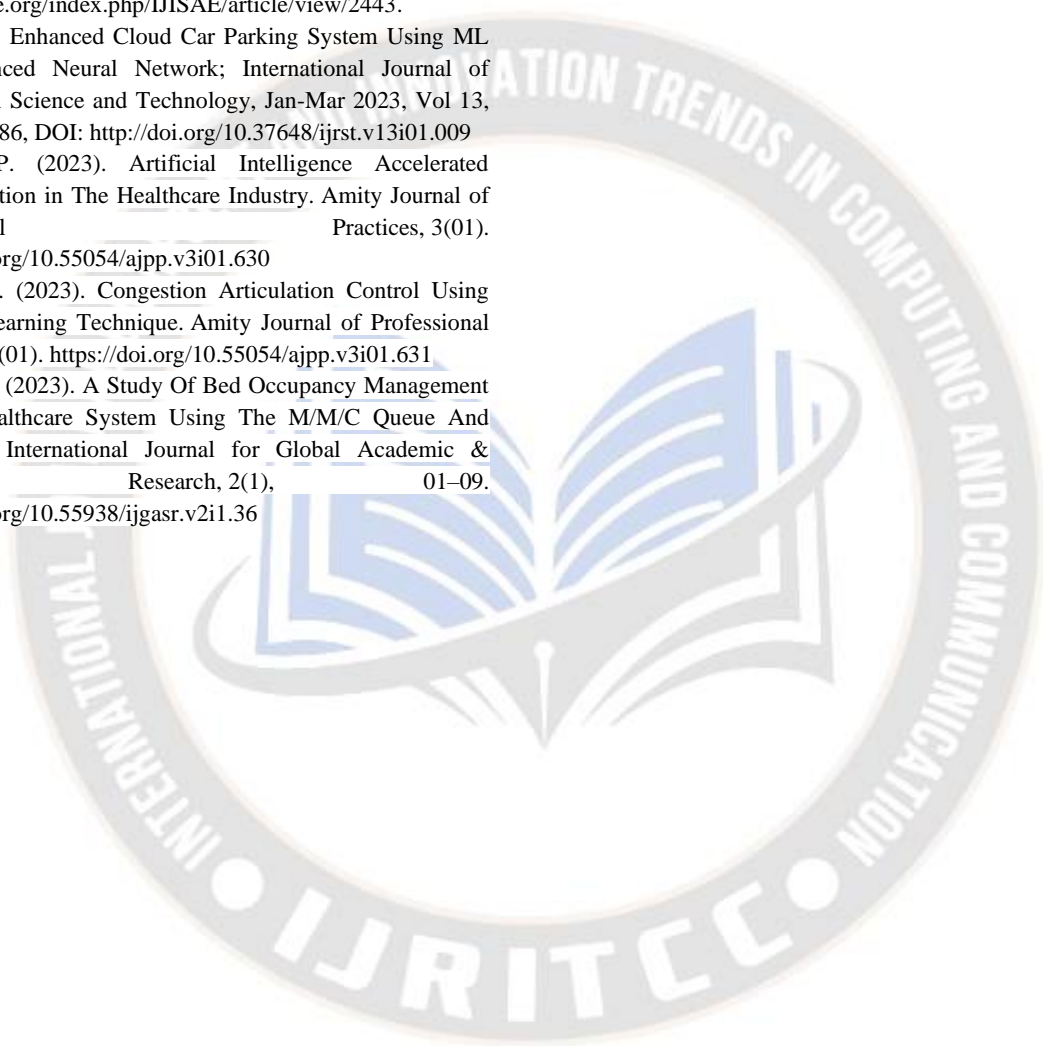 e.org/index.php/IJISAE/article/view/2443.
Enhanced Cloud Car Parking System Using ML
nced Neural Network; International Journal of
Science and Technology, Jan-Mar 2023, Vol 13,
86, DOI: http://doi.org/10.37648/ijrst.v13i01.009
P. (2023). Artificial Intelligence Accelerated
tion in The Healthcare Industry. Amity Journal of
l Practices, 3(01).
org/10.55054/ajpp.v3i01.630
. (2023). Congestion Articulation Control Using
earning Technique. Amity Journal of Professional
(01). https://doi.org/10.55054/ajpp.v3i01.631
(2023). A Study Of Bed Occupancy Management
althcare System Using The M/M/C Queue And
International Journal for Global Academic &
Research, 2(1), 01–09.
org/10.55938/ijgasr.v2i1.36
INTERNATIONAL J
AND INNOVATION TRENDS IN COMPUTING AND COMMUNICATION
IJRITCC